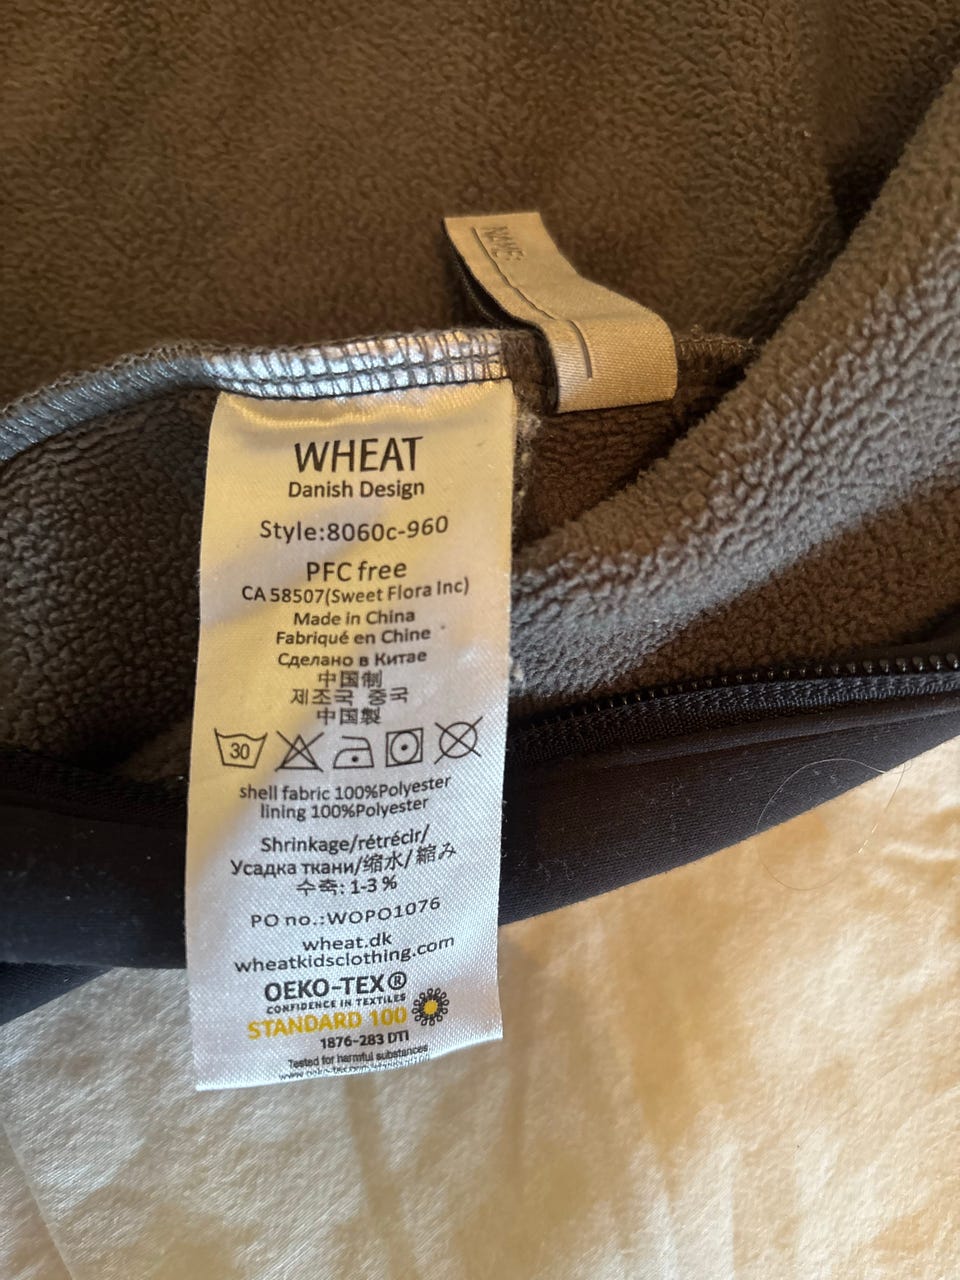 NAME:
WHEAT
Danish Design
Style:8060c-960
PFC free
CA 58507(Sweet Flora Inc)
Made in China
Fabriqué en Chine
Сделано в Китае
中国制
제조국 중국
中国製
30
shell fabric 100%Polyester
lining 100%Polyester
Shrinkage/rétrécir/
Усадка ткани/缩水/縮み
수축: 1-3 %
PO no.:WOPO1076
wheat.dk
wheatkidsclothing.com
OEKO-TEX®
CONFIDENCE IN TEXTILES
STANDARD 100
1876-283 DTI
Tested for harmful substances